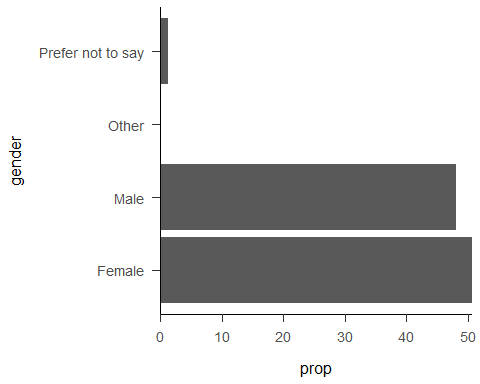 Prefer not to say
Other
Male
Female
gender
0 10 20 30 40 50
prop